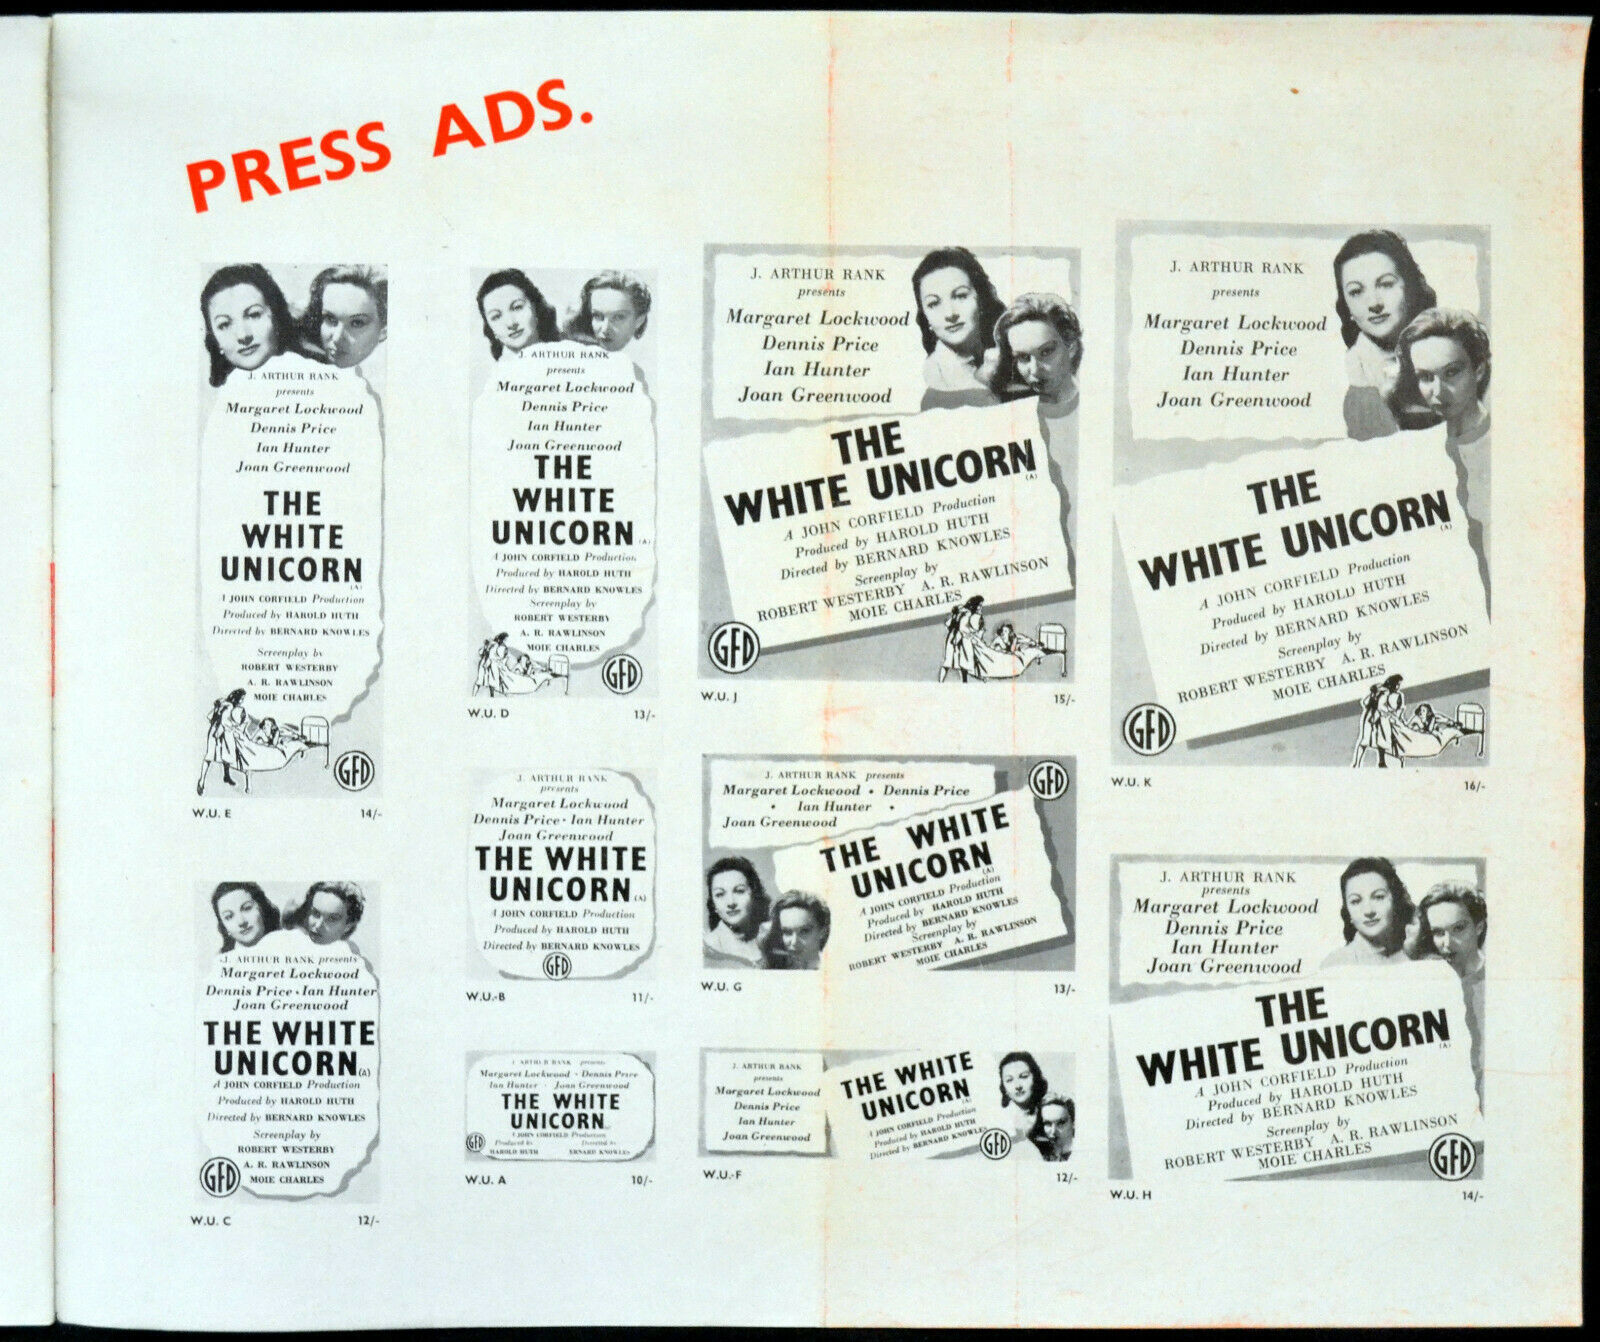 PRESS ADS.
J. ARTHUR RANK
presents
Margaret Lockwood
Dennis Price
Ian Hunter
Joan Greenwood
THE
WHITE
UNICORN
(A)
A JOHN CORFIELD Production
Produced by HAROLD HUTH
Directed by BERNARD KNOWLES
Screenplay by
ROBERT WESTERBY
A. R. RAWLINSON
MOIE CHARLES
GFD
W.U. E 14/-
J. ARTHUR RANK presents
Margaret Lockwood
Dennis Price · Ian Hunter
Joan Greenwood
THE WHITE
UNICORN (A)
A JOHN CORFIELD Production
Produced by HAROLD HUTH
Directed by BERNARD KNOWLES
Screenplay by
ROBERT WESTERBY
A. R. RAWLINSON
MOIE CHARLES
GFD
W.U. C 12/-
J. ARTHUR RANK
presents
Margaret Lockwood
Dennis Price
Ian Hunter
Joan Greenwood
THE
WHITE
UNICORN (A)
A JOHN CORFIELD Production
Produced by HAROLD HUTH
Directed by BERNARD KNOWLES
Screenplay by
ROBERT WESTERBY
A. R. RAWLINSON
MOIE CHARLES
GFD
W.U. D 13/-
J. ARTHUR RANK
presents
Margaret Lockwood
Dennis Price · Ian Hunter
Joan Greenwood
THE WHITE
UNICORN (A)
A JOHN CORFIELD Production
Produced by HAROLD HUTH
Directed by BERNARD KNOWLES
GFD
W.U.-B 11/-
J. ARTHUR RANK presents
Margaret Lockwood · Dennis Price
Ian Hunter · Joan Greenwood
THE WHITE
UNICORN
A JOHN CORFIELD Production
GFD
Produced by Directed by
HAROLD HUTH ERNARD KNOWLES
W.U. A 10/-
J. ARTHUR RANK
presents
Margaret Lockwood
Dennis Price
Ian Hunter
Joan Greenwood
THE
WHITE UNICORN
(A)
A JOHN CORFIELD Production
Produced by HAROLD HUTH
Directed by BERNARD KNOWLES
Screenplay by
ROBERT WESTERBY A. R. RAWLINSON
MOIE CHARLES
GFD
W.U. J 15/-
J. ARTHUR RANK presents
Margaret Lockwood · Dennis Price
· Ian Hunter ·
Joan Greenwood
GFD
THE WHITE
UNICORN
(A)
A JOHN CORFIELD Production
Produced by HAROLD HUTH
Directed by BERNARD KNOWLES
Screenplay by
ROBERT WESTERBY A. R. RAWLINSON
MOIE CHARLES
W.U. G 13/-
J. ARTHUR RANK
presents
Margaret Lockwood
Dennis Price
Ian Hunter
Joan Greenwood
THE WHITE
UNICORN
(A)
A JOHN CORFIELD Production
Produced by HAROLD HUTH
Directed by BERNARD KNOWLES
GFD
W.U.-F 12/-
J. ARTHUR RANK
presents
Margaret Lockwood
Dennis Price
Ian Hunter
Joan Greenwood
THE
WHITE UNICORN
(A)
A JOHN CORFIELD Production
Produced by HAROLD HUTH
Directed by BERNARD KNOWLES
Screenplay by
ROBERT WESTERBY A. R. RAWLINSON
MOIE CHARLES
GFD
W.U. K 16/-
J. ARTHUR RANK
presents
Margaret Lockwood
Dennis Price
Ian Hunter
Joan Greenwood
THE
WHITE UNICORN
(A)
A JOHN CORFIELD Production
Produced by HAROLD HUTH
Directed by BERNARD KNOWLES
Screenplay by
ROBERT WESTERBY A. R. RAWLINSON
MOIE CHARLES
GFD
W.U. H 14/-